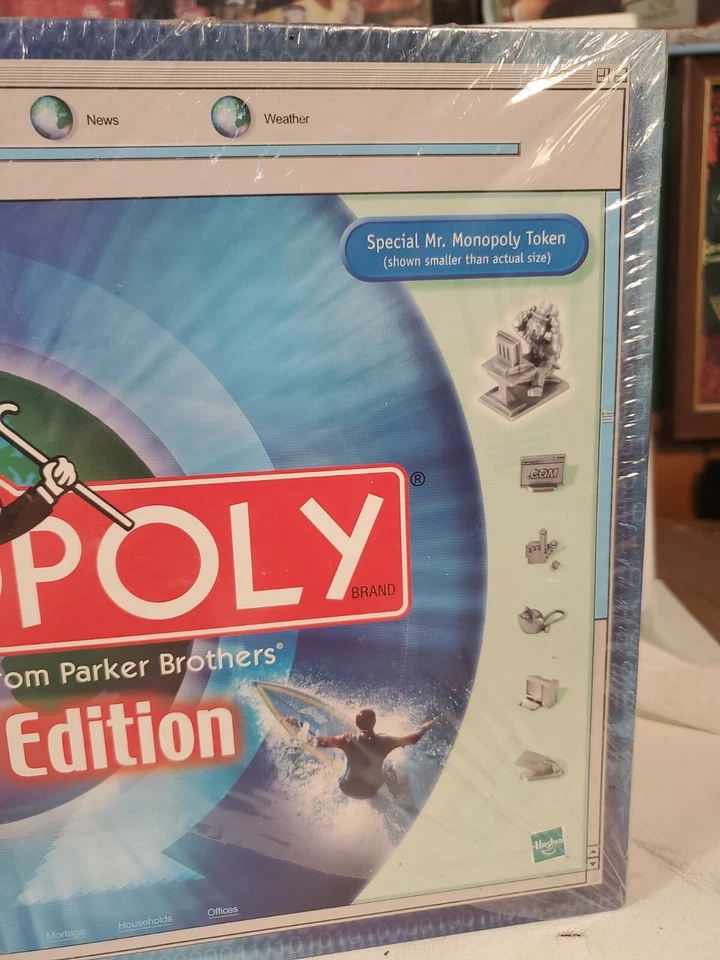 News
Weather
Special Mr. Monopoly Token
(shown smaller than actual size)
.COM
®
OPOLY
BRAND
om Parker Brothers®
Edition
Hasbro
Mortage
Households
Offices